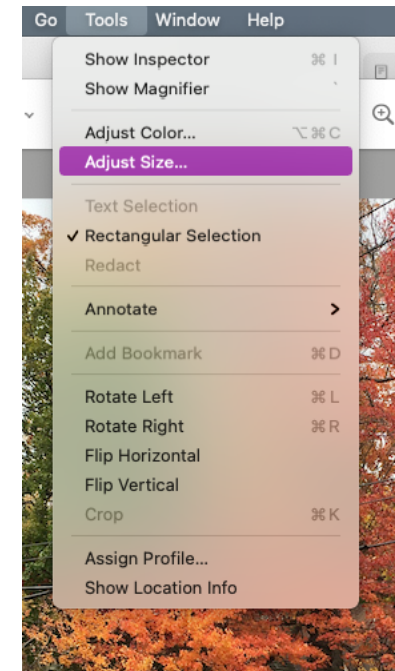 Go Tools Window Help
Show Inspector ⌘ I
Show Magnifier `
Adjust Color... ⌥⌘C
Adjust Size...
Text Selection
✓ Rectangular Selection
Redact
Annotate >
Add Bookmark ⌘D
Rotate Left ⌘L
Rotate Right ⌘R
Flip Horizontal
Flip Vertical
Crop ⌘K
Assign Profile...
Show Location Info